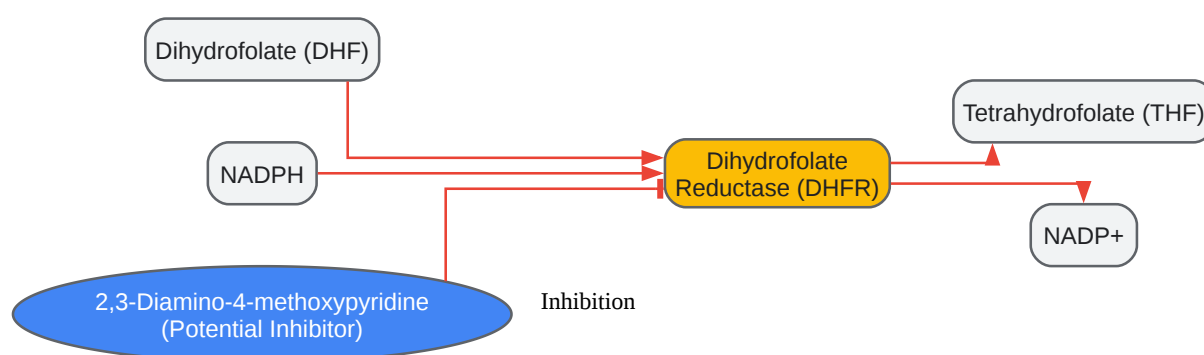 Dihydrofolate (DHF)
Tetrahydrofolate (THF)
NADPH
Dihydrofolate
Reductase (DHFR)
NADP+
2,3-Diamino-4-methoxypyridine
(Potential Inhibitor)
Inhibition